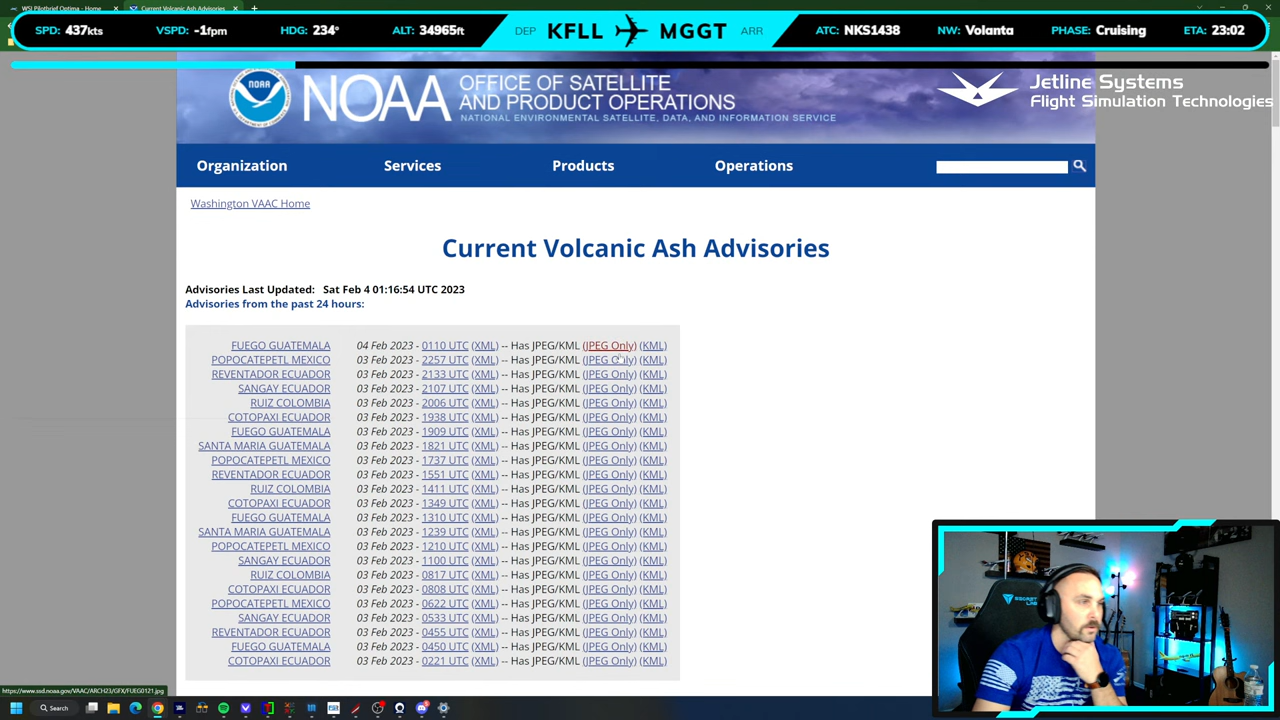 WSI Pilotbrief Optima - Home
Current Volcanic Ash Advisories
SPD: 437kts VSPD: -1fpm HDG: 234° ALT: 34965ft DEP KFLL MGGT ARR ATC: NKS1438 NW: Volanta PHASE: Cruising ETA: 23:02
NOAA
NOAA OFFICE OF SATELLITE
AND PRODUCT OPERATIONS
NATIONAL ENVIRONMENTAL SATELLITE, DATA, AND INFORMATION SERVICE
Jetline Systems
Flight Simulation Technologies
Organization Services Products Operations
Washington VAAC Home
Current Volcanic Ash Advisories
Advisories Last Updated: Sat Feb 4 01:16:54 UTC 2023
Advisories from the past 24 hours:
FUEGO GUATEMALA 04 Feb 2023 - 0110 UTC (XML) -- Has JPEG/KML (JPEG Only) (KML)
POPOCATEPETL MEXICO 03 Feb 2023 - 2257 UTC (XML) -- Has JPEG/KML (JPEG Only) (KML)
REVENTADOR ECUADOR 03 Feb 2023 - 2133 UTC (XML) -- Has JPEG/KML (JPEG Only) (KML)
SANGAY ECUADOR 03 Feb 2023 - 2107 UTC (XML) -- Has JPEG/KML (JPEG Only) (KML)
RUIZ COLOMBIA 03 Feb 2023 - 2006 UTC (XML) -- Has JPEG/KML (JPEG Only) (KML)
COTOPAXI ECUADOR 03 Feb 2023 - 1938 UTC (XML) -- Has JPEG/KML (JPEG Only) (KML)
FUEGO GUATEMALA 03 Feb 2023 - 1909 UTC (XML) -- Has JPEG/KML (JPEG Only) (KML)
SANTA MARIA GUATEMALA 03 Feb 2023 - 1821 UTC (XML) -- Has JPEG/KML (JPEG Only) (KML)
POPOCATEPETL MEXICO 03 Feb 2023 - 1737 UTC (XML) -- Has JPEG/KML (JPEG Only) (KML)
REVENTADOR ECUADOR 03 Feb 2023 - 1551 UTC (XML) -- Has JPEG/KML (JPEG Only) (KML)
RUIZ COLOMBIA 03 Feb 2023 - 1411 UTC (XML) -- Has JPEG/KML (JPEG Only) (KML)
COTOPAXI ECUADOR 03 Feb 2023 - 1349 UTC (XML) -- Has JPEG/KML (JPEG Only) (KML)
FUEGO GUATEMALA 03 Feb 2023 - 1310 UTC (XML) -- Has JPEG/KML (JPEG Only) (KML)
SANTA MARIA GUATEMALA 03 Feb 2023 - 1239 UTC (XML) -- Has JPEG/KML (JPEG Only) (KML)
POPOCATEPETL MEXICO 03 Feb 2023 - 1210 UTC (XML) -- Has JPEG/KML (JPEG Only) (KML)
SANGAY ECUADOR 03 Feb 2023 - 1100 UTC (XML) -- Has JPEG/KML (JPEG Only) (KML)
RUIZ COLOMBIA 03 Feb 2023 - 0817 UTC (XML) -- Has JPEG/KML (JPEG Only) (KML)
COTOPAXI ECUADOR 03 Feb 2023 - 0808 UTC (XML) -- Has JPEG/KML (JPEG Only) (KML)
POPOCATEPETL MEXICO 03 Feb 2023 - 0622 UTC (XML) -- Has JPEG/KML (JPEG Only) (KML)
SANGAY ECUADOR 03 Feb 2023 - 0533 UTC (XML) -- Has JPEG/KML (JPEG Only) (KML)
REVENTADOR ECUADOR 03 Feb 2023 - 0455 UTC (XML) -- Has JPEG/KML (JPEG Only) (KML)
FUEGO GUATEMALA 03 Feb 2023 - 0450 UTC (XML) -- Has JPEG/KML (JPEG Only) (KML)
COTOPAXI ECUADOR 03 Feb 2023 - 0221 UTC (XML) -- Has JPEG/KML (JPEG Only) (KML)
https://www.ssd.noaa.gov/VAAC/ARCH23/GFX/FUEG0121.jpg
Search